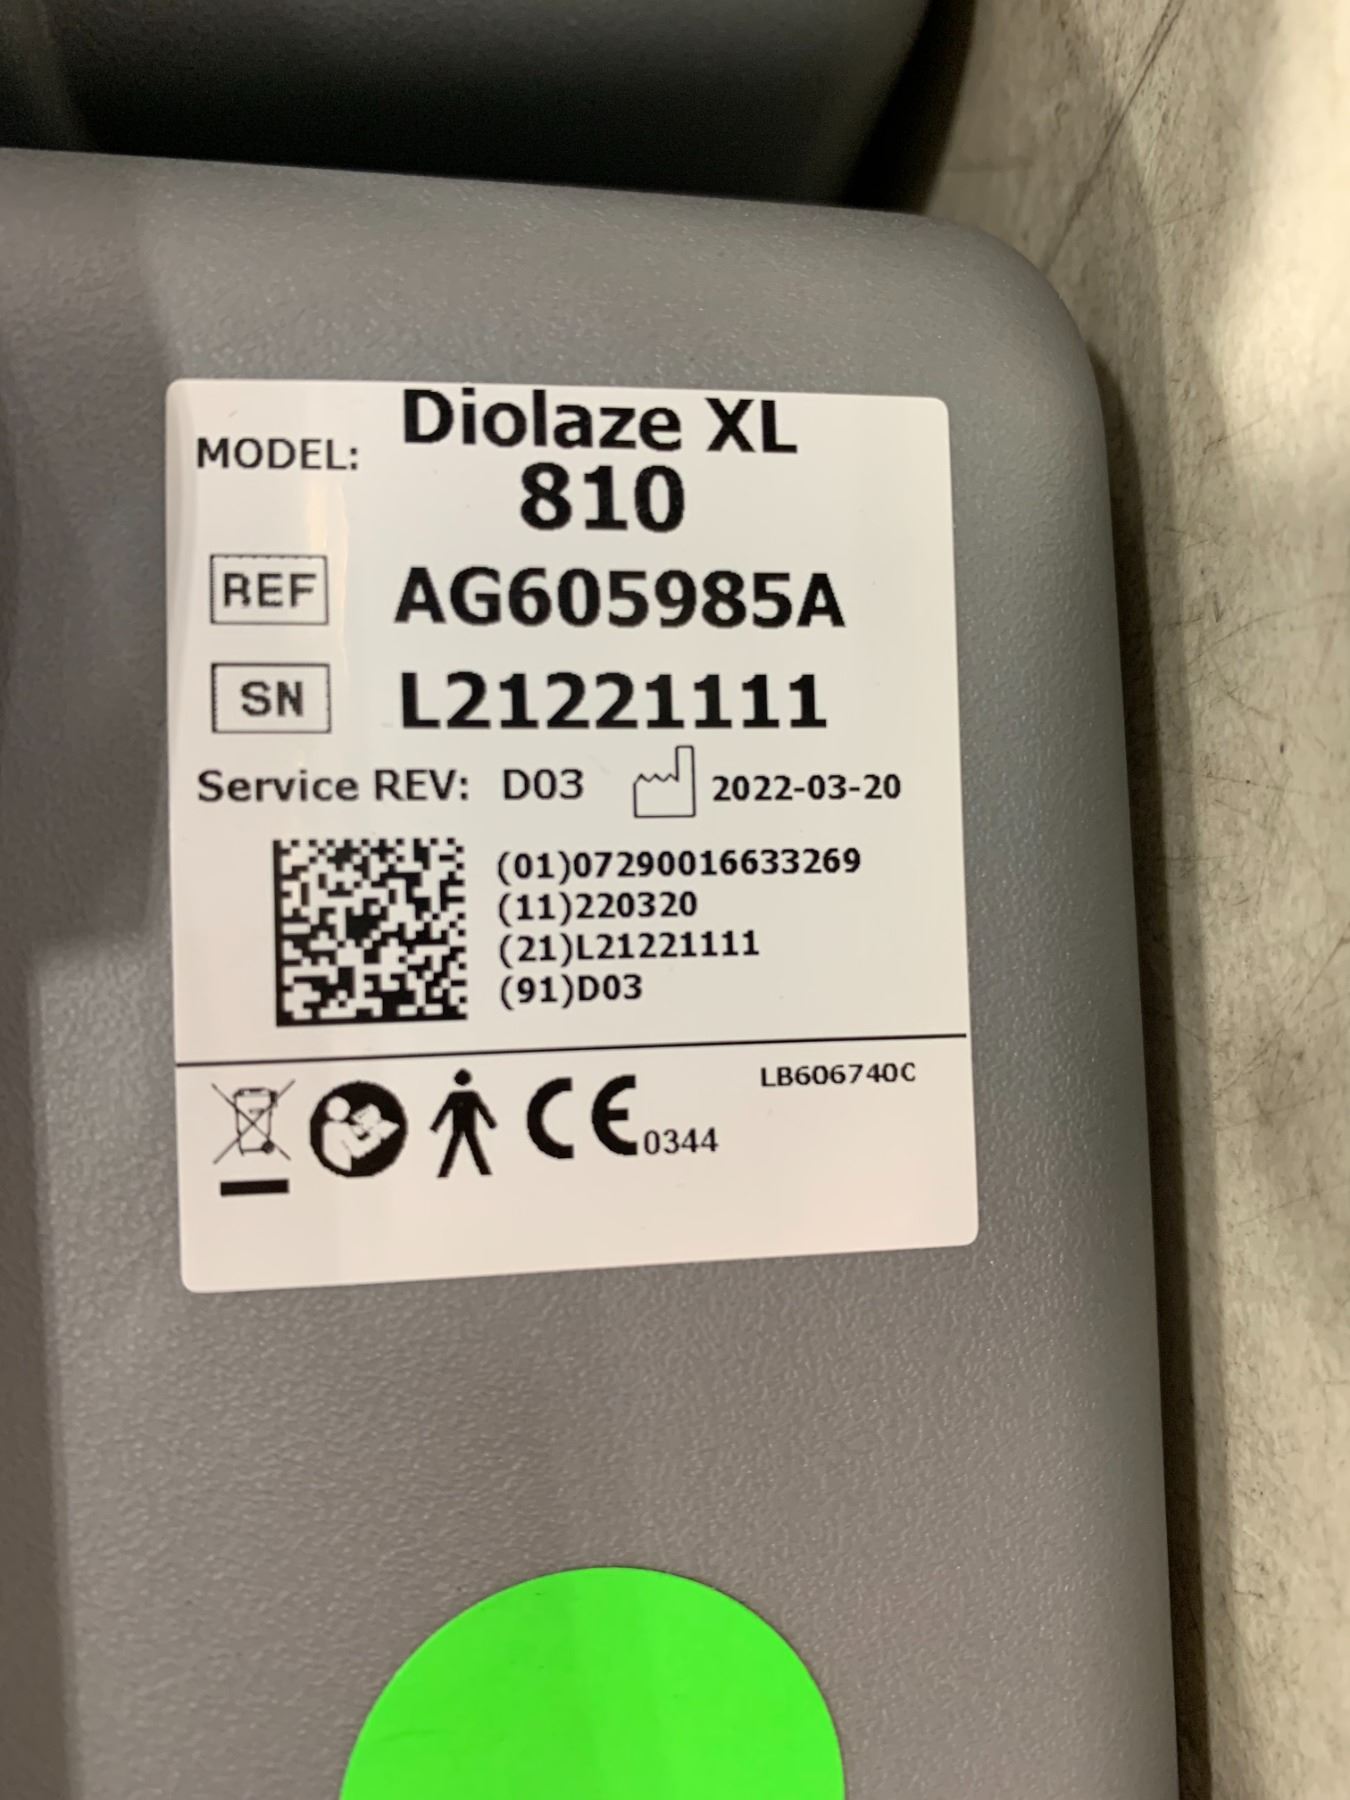 MODEL: Diolaze XL
810
REF AG605985A
SN L21221111
Service REV: D03 2022-03-20
(01)07290016633269
(11)220320
(21)L21221111
(91)D03
LB606740C
CE 0344